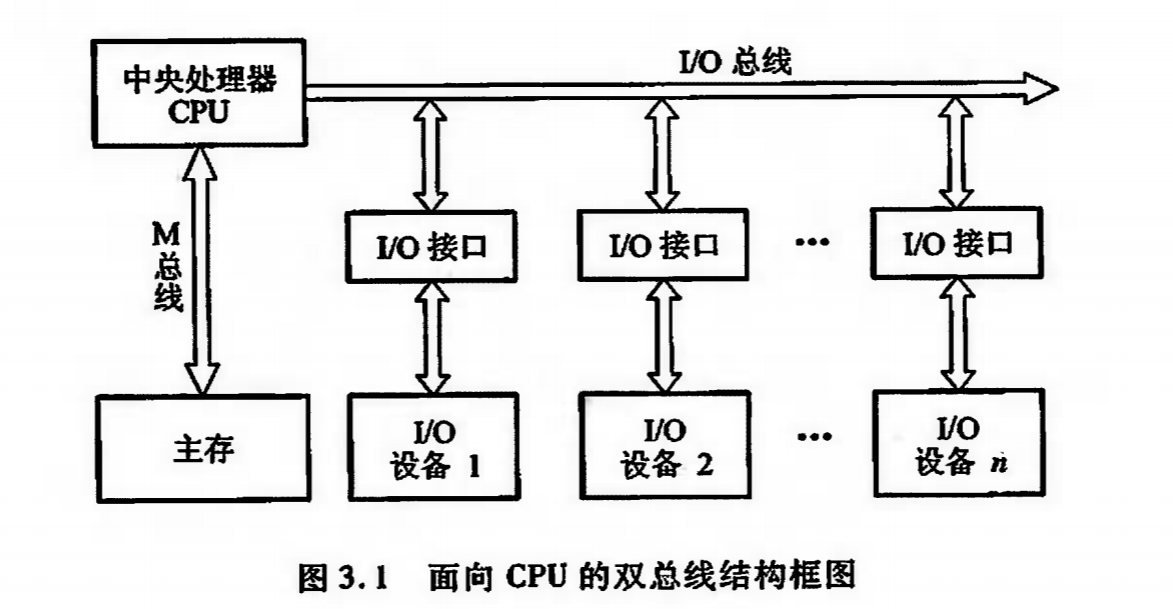 中央处理器
CPU
I/O 总线
M
总
线
I/O 接口
I/O 接口
...
I/O 接口
主存
I/O
设备 1
I/O
设备 2
...
I/O
设备 n
图 3.1 面向 CPU 的双总线结构框图